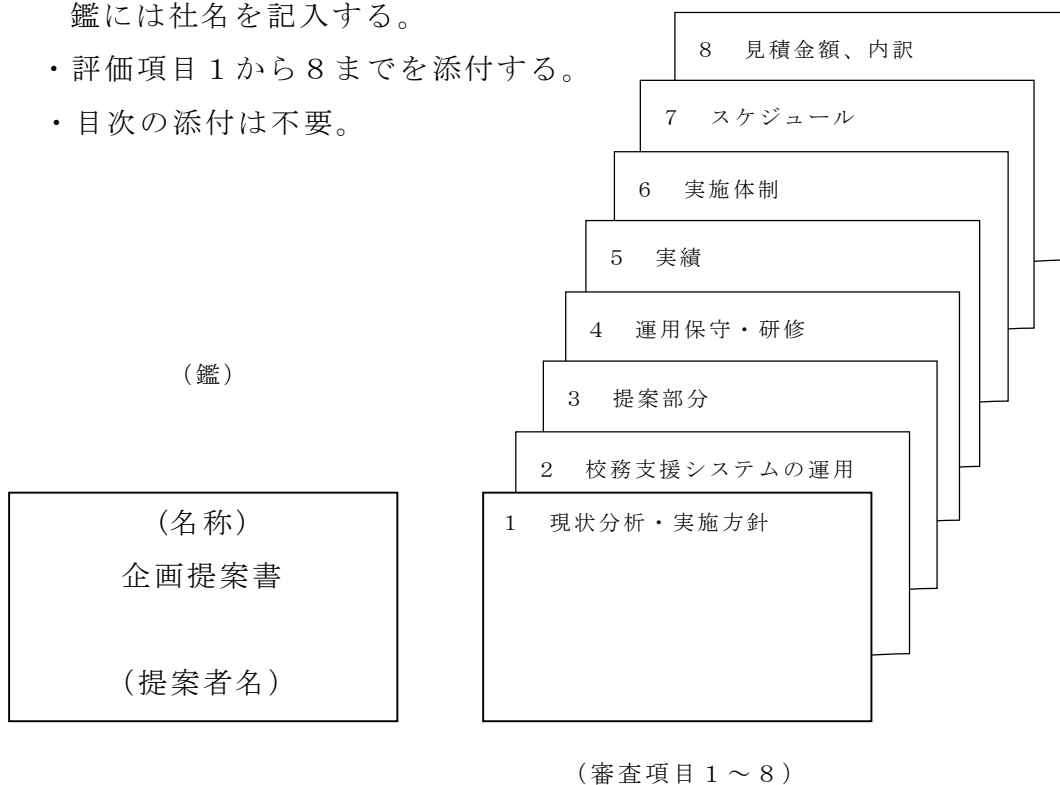 鑑には社名を記入する。
・評価項目１から８までを添付する。
・目次の添付は不要。
８　見積金額、内訳
７　スケジュール
６　実施体制
５　実績
４　運用保守・研修
３　提案部分
２　校務支援システムの運用
１　現状分析・実施方針
（鑑）
（名称）
企画提案書
（提案者名）
（審査項目１～８）